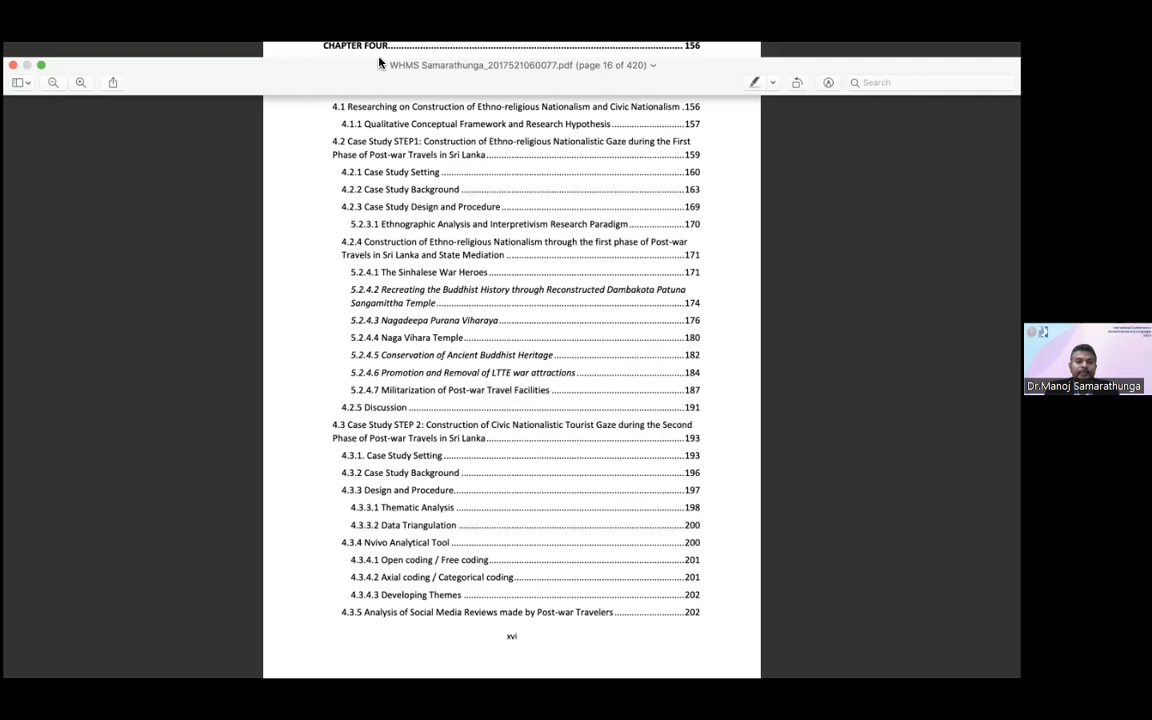 CHAPTER FOUR............................................................................................................ 156
WHMS Samarathunga_2017521060077.pdf (page 16 of 420)
Search
4.1 Researching on Construction of Ethno-religious Nationalism and Civic Nationalism .156
4.1.1 Qualitative Conceptual Framework and Research Hypothesis ........................157
4.2 Case Study STEP1: Construction of Ethno-religious Nationalistic Gaze during the First
Phase of Post-war Travels in Sri Lanka......................................................................159
4.2.1 Case Study Setting ...................................................................................160
4.2.2 Case Study Background ...........................................................................163
4.2.3 Case Study Design and Procedure.............................................................169
5.2.3.1 Ethnographic Analysis and Interpretivism Research Paradigm...................170
4.2.4 Construction of Ethno-religious Nationalism through the first phase of Post-war
Travels in Sri Lanka and State Mediation ...............................................................171
5.2.4.1 The Sinhalese War Heroes.....................................................................171
5.2.4.2 Recreating the Buddhist History through Reconstructed Dambakota Patuna
Sangamittha Temple.........................................................................................174
5.2.4.3 Nagadeepa Purana Viharaya..................................................................176
5.2.4.4 Naga Vihara Temple..............................................................................180
5.2.4.5 Conservation of Ancient Buddhist Heritage .............................................182
5.2.4.6 Promotion and Removal of LTTE war attractions......................................184
5.2.4.7 Militarization of Post-war Travel Facilities ..............................................187
4.2.5 Discussion ..............................................................................................191
4.3 Case Study STEP 2: Construction of Civic Nationalistic Tourist Gaze during the Second
Phase of Post-war Travels in Sri Lanka......................................................................193
4.3.1. Case Study Setting ..................................................................................193
4.3.2 Case Study Background ...........................................................................196
4.3.3 Design and Procedure..............................................................................197
4.3.3.1 Thematic Analysis ................................................................................198
4.3.3.2 Data Triangulation ...............................................................................200
4.3.4 Nvivo Analytical Tool ..............................................................................200
4.3.4.1 Open coding / Free coding.....................................................................201
4.3.4.2 Axial coding / Categorical coding............................................................201
4.3.4.3 Developing Themes ..............................................................................202
4.3.5 Analysis of Social Media Reviews made by Post-war Travelers ......................202
xvi
Dr.Manoj Samarathunga